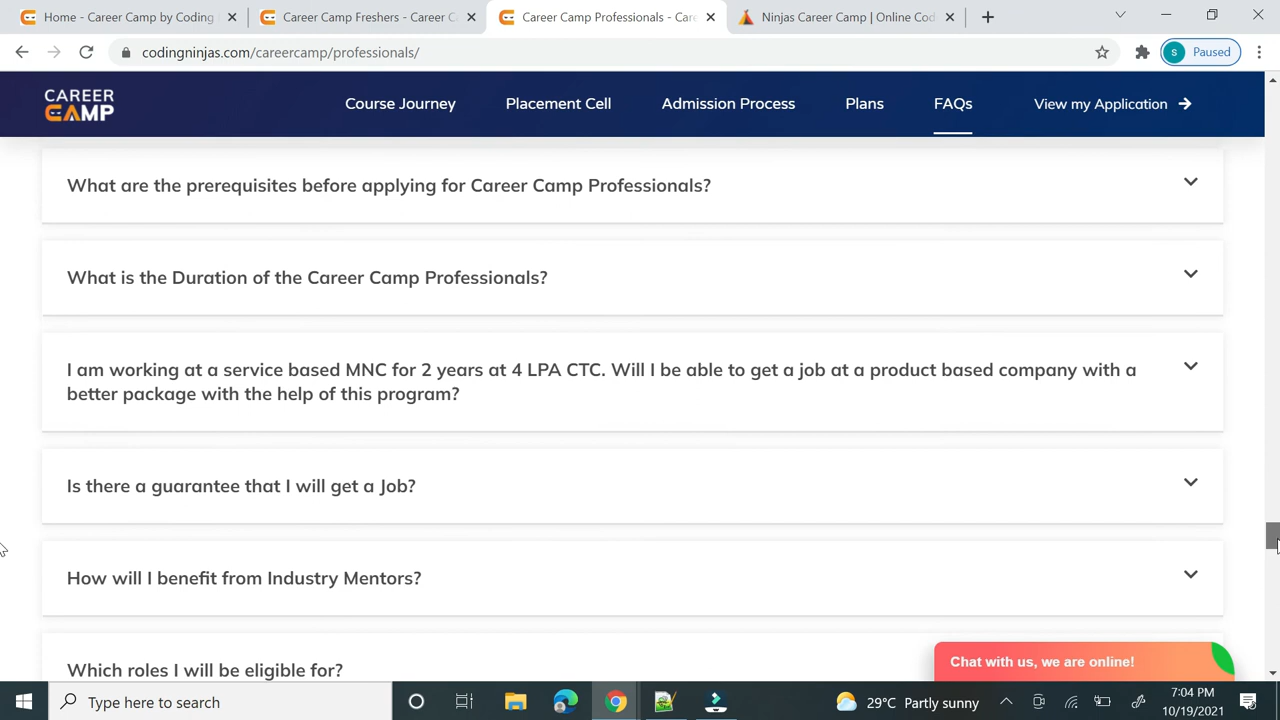 Home - Career Camp by Coding
Career Camp Freshers - Career C
Career Camp Professionals - Care
Ninjas Career Camp | Online Cod
codingninjas.com/careercamp/professionals/
s
Paused
CAREER
CAMP
Course Journey
Placement Cell
Admission Process
Plans
FAQs
View my Application
What are the prerequisites before applying for Career Camp Professionals?
What is the Duration of the Career Camp Professionals?
I am working at a service based MNC for 2 years at 4 LPA CTC. Will I be able to get a job at a product based company with a
better package with the help of this program?
Is there a guarantee that I will get a Job?
How will I benefit from Industry Mentors?
Which roles I will be eligible for?
Chat with us, we are online!
Type here to search
29°C Partly sunny
7:04 PM
10/19/2021